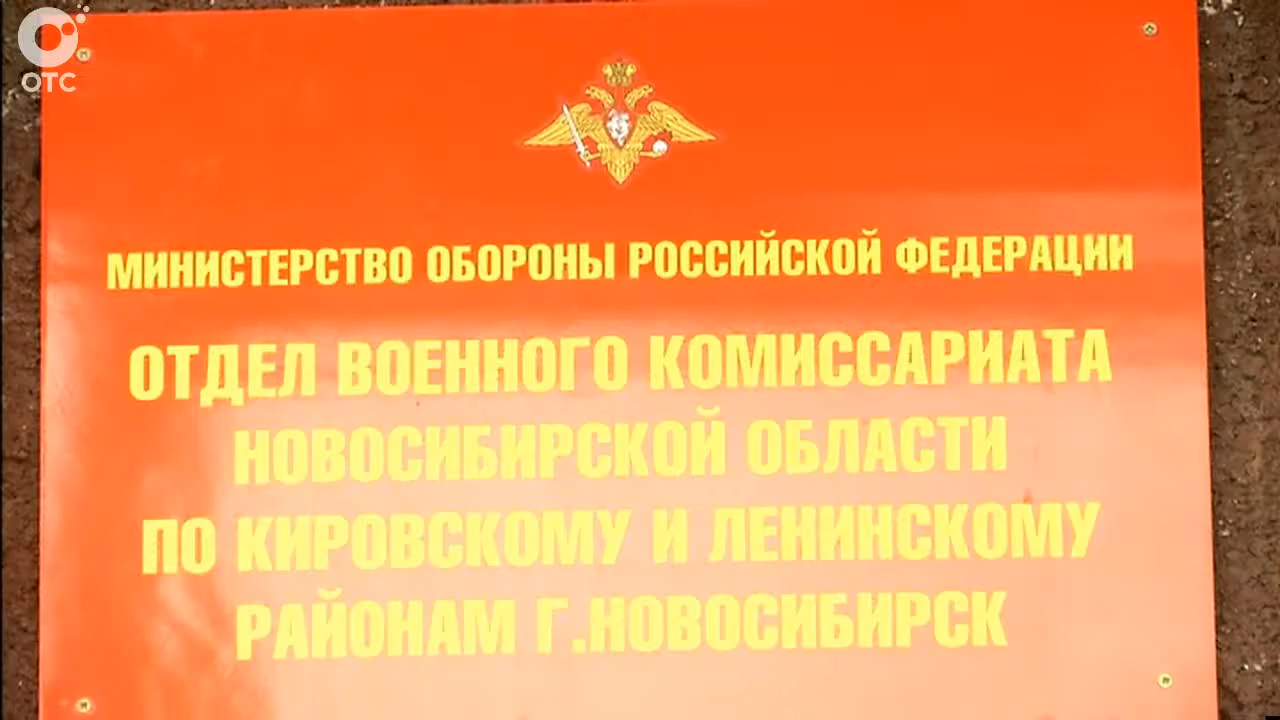 ОТС
МИНИСТЕРСТВО ОБОРОНЫ РОССИЙСКОЙ ФЕДЕРАЦИИ
ОТДЕЛ ВОЕННОГО КОМИССАРИАТА
НОВОСИБИРСКОЙ ОБЛАСТИ
ПО КИРОВСКОМУ И ЛЕНИНСКОМУ
РАЙОНАМ Г.НОВОСИБИРСК